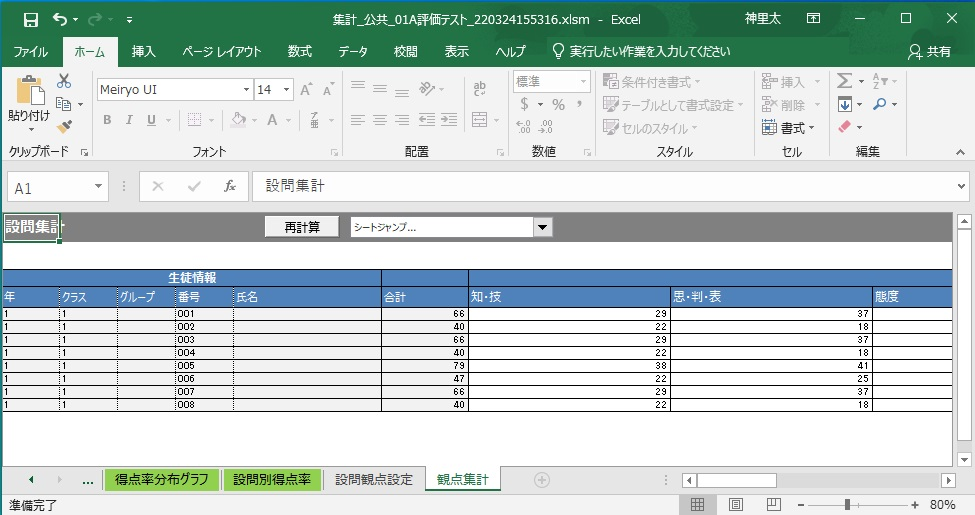 集計_公共_01A評価テスト_220324155316.xlsm - Excel 神里太
ファイル ホーム 挿入 ページ レイアウト 数式 データ 校閲 表示 ヘルプ 実行したい作業を入力してください 共有
貼り付け
クリップボード
Meiryo UI 14
B I U
フォント
配置
標準
数値
条件付き書式
テーブルとして書式設定
セルのスタイル
スタイル
挿入
削除
書式
セル
編集
A1 fx 設問集計
設問集計 再計算 シートジャンプ...
生徒情報
年 クラス グループ 番号 氏名 合計 知・技 思・判・表 態度
1 1 001 66 29 37
1 1 002 40 22 18
1 1 003 66 29 37
1 1 004 40 22 18
1 1 005 79 38 41
1 1 006 47 22 25
1 1 007 66 29 37
1 1 008 40 22 18
... 得点率分布グラフ 設問別得点率 設問観点設定 観点集計
準備完了 80%